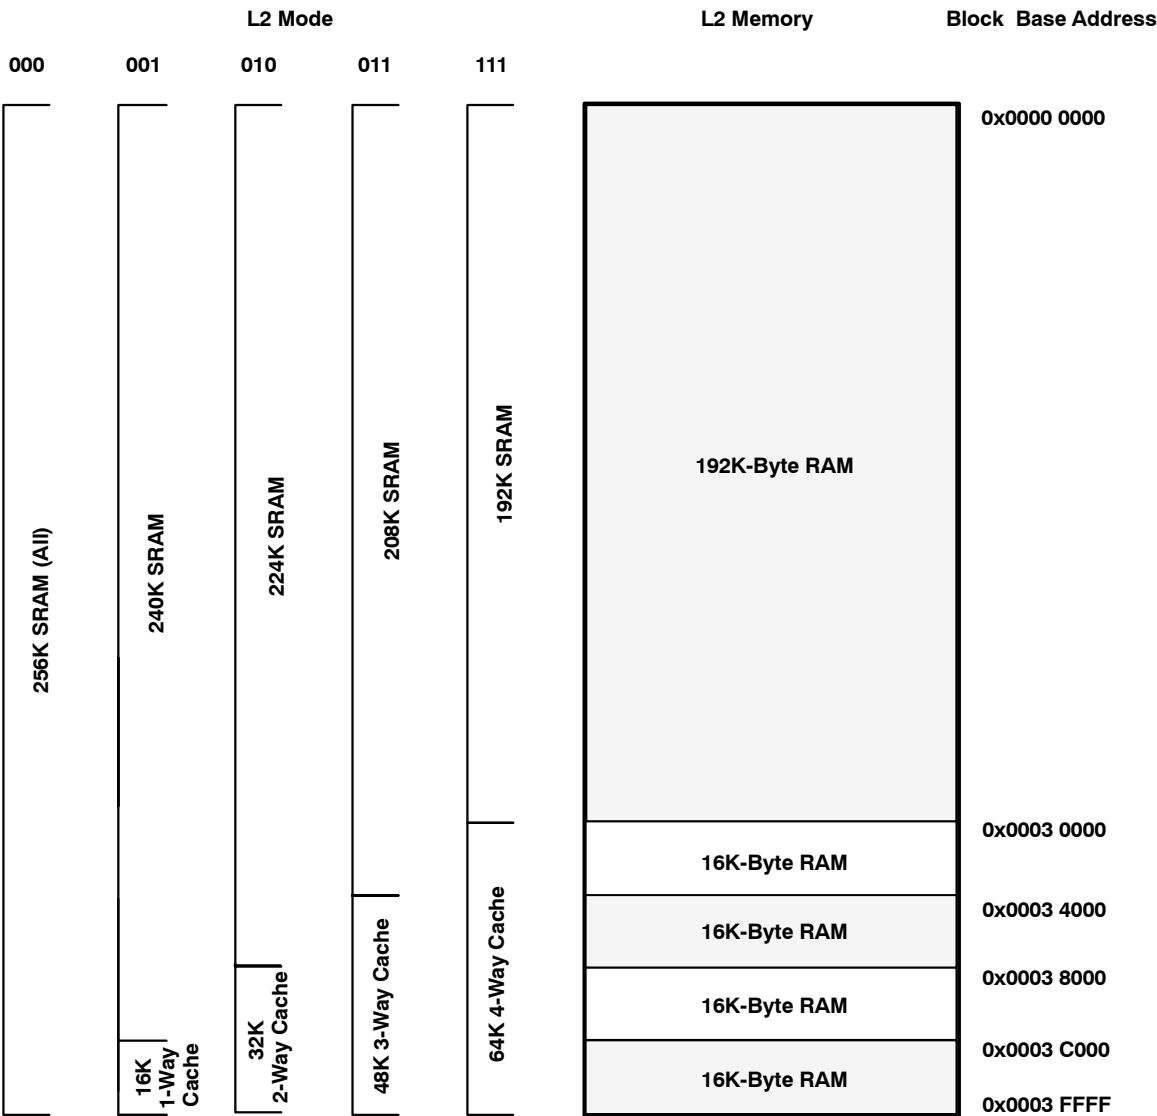 L2 Mode
L2 Memory
Block Base Address
000
001
010
011
111
256K SRAM (All)
240K SRAM
224K SRAM
208K SRAM
192K SRAM
16K
1-Way
Cache
32K
2-Way Cache
48K 3-Way Cache
64K 4-Way Cache
192K-Byte RAM
16K-Byte RAM
16K-Byte RAM
16K-Byte RAM
16K-Byte RAM
0x0000 0000
0x0003 0000
0x0003 4000
0x0003 8000
0x0003 C000
0x0003 FFFF